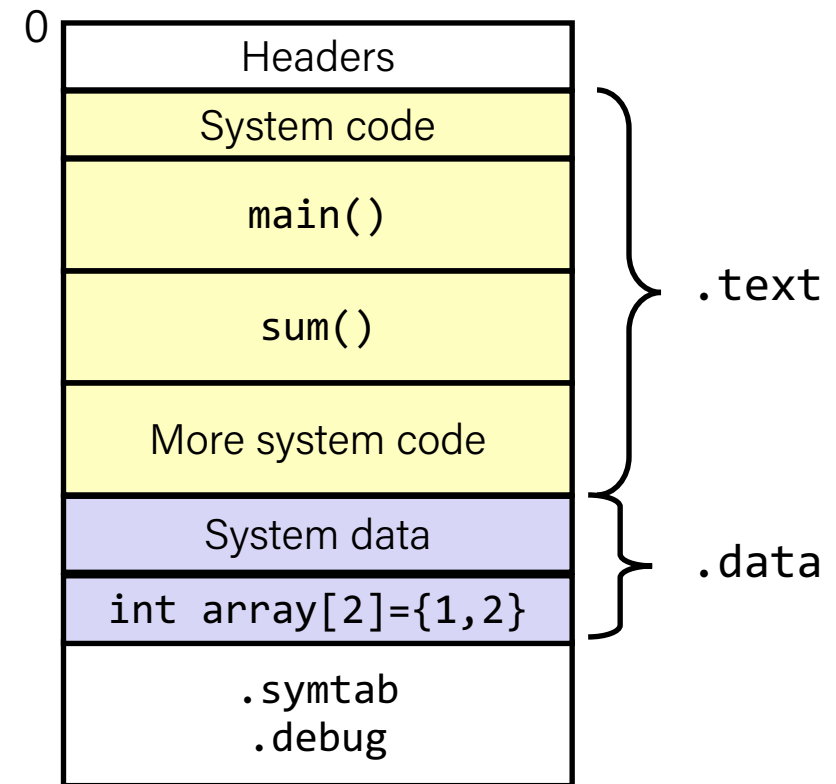 0
Headers
System code
main()
sum()
More system code
.text
System data
int array[2]={1,2}
.data
.symtab
.debug